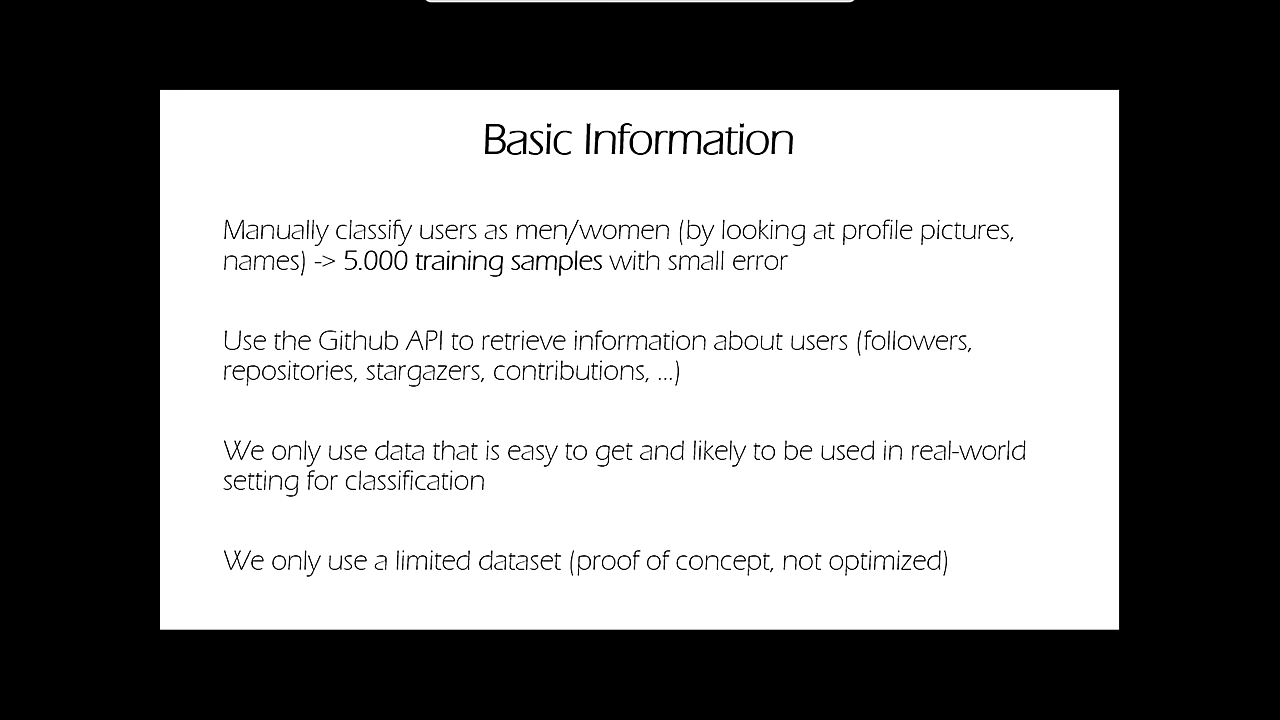 Basic Information
Manually classify users as men/women (by looking at profile pictures,
names) -> 5.000 training samples with small error
Use the Github API to retrieve information about users (followers,
repositories, stargazers, contributions, ...)
We only use data that is easy to get and likely to be used in real-world
setting for classification
We only use a limited dataset (proof of concept, not optimized)